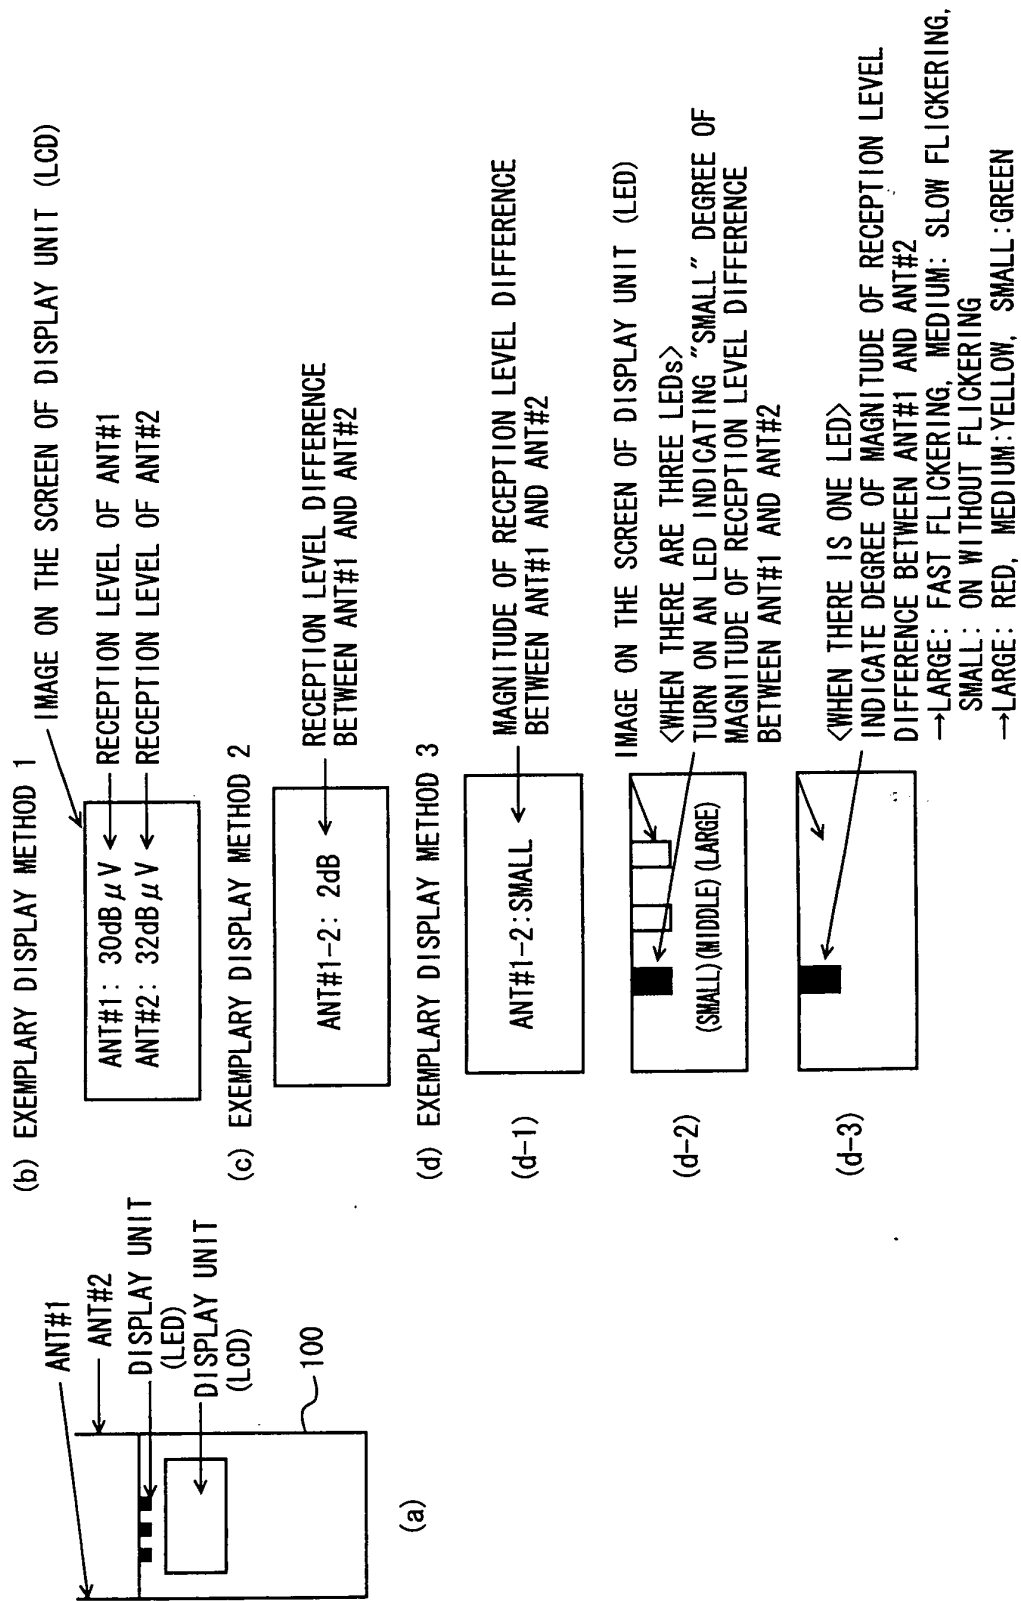 ANT#1
ANT#2
DISPLAY UNIT
(LED)
DISPLAY UNIT
(LCD)
100
(a)
(b) EXEMPLARY DISPLAY METHOD 1
IMAGE ON THE SCREEN OF DISPLAY UNIT (LCD)
ANT#1: 30dBμV
RECEPTION LEVEL OF ANT#1
ANT#2: 32dBμV
RECEPTION LEVEL OF ANT#2
(c) EXEMPLARY DISPLAY METHOD 2
ANT#1-2: 2dB
RECEPTION LEVEL DIFFERENCE
BETWEEN ANT#1 AND ANT#2
(d) EXEMPLARY DISPLAY METHOD 3
(d-1)
ANT#1-2:SMALL
MAGNITUDE OF RECEPTION LEVEL DIFFERENCE
BETWEEN ANT#1 AND ANT#2
(d-2)
(SMALL)(MIDDLE)(LARGE)
IMAGE ON THE SCREEN OF DISPLAY UNIT (LED)
<WHEN THERE ARE THREE LEDs>
TURN ON AN LED INDICATING "SMALL" DEGREE OF
MAGNITUDE OF RECEPTION LEVEL DIFFERENCE
BETWEEN ANT#1 AND ANT#2
(d-3)
<WHEN THERE IS ONE LED>
INDICATE DEGREE OF MAGNITUDE OF RECEPTION LEVEL
DIFFERENCE BETWEEN ANT#1 AND ANT#2
→LARGE: FAST FLICKERING, MEDIUM: SLOW FLICKERING,
SMALL: ON WITHOUT FLICKERING
→LARGE: RED, MEDIUM:YELLOW, SMALL:GREEN